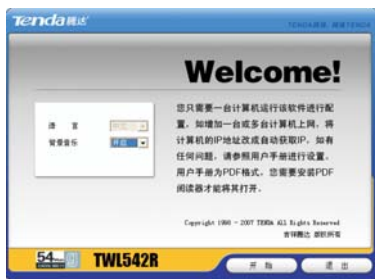 Tenda 腾达
Welcome!
您只需要一台计算机运行该软件进行配
置。如增加一台或多台计算机上网，将
计算机的IP地址改成自动获取IP，如有
任何问题，请参照用户手册进行设置。
用户手册为PDF格式，您需要安装PDF
阅读器才能将其打开。
语 言
背景音乐 开启
Copyright 1998 - 2007 TENDA All Rights Reserved
吉祥腾达 版权所有
54 TWL542R
开 始 退 出